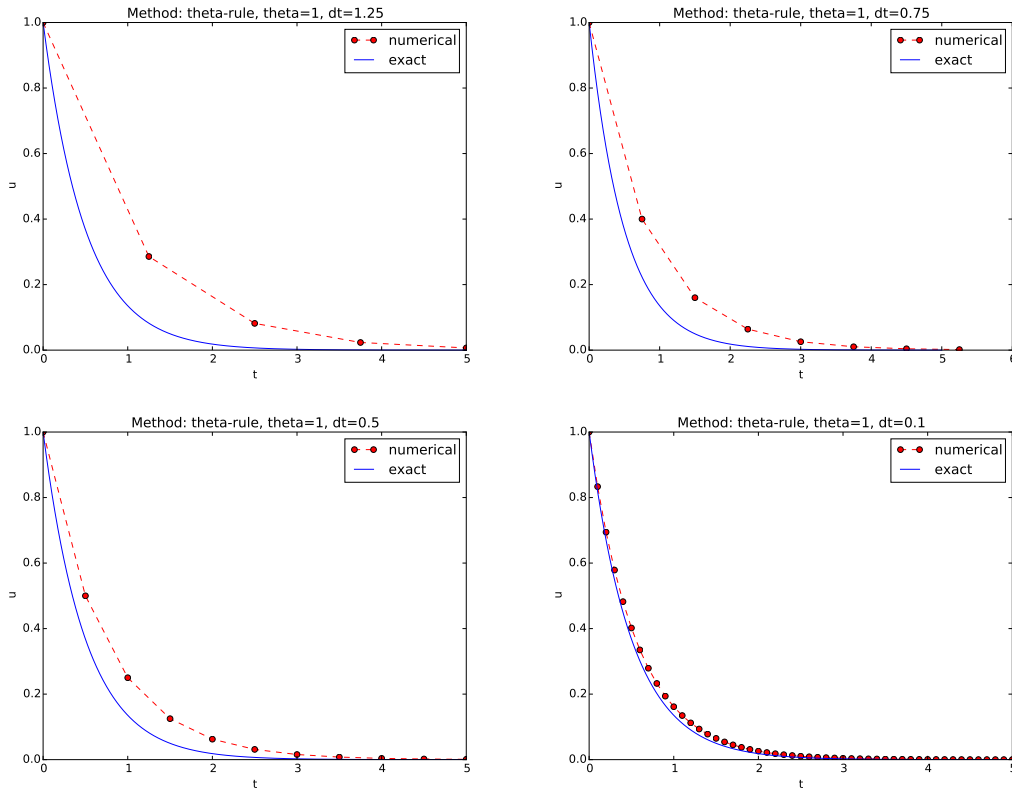 Method: theta-rule, theta=1, dt=1.25
numerical
exact
u
1.0
0.8
0.6
0.4
0.2
0.0
0 1 2 3 4 5
t
Method: theta-rule, theta=1, dt=0.75
numerical
exact
u
1.0
0.8
0.6
0.4
0.2
0.0
0 1 2 3 4 5 6
t
Method: theta-rule, theta=1, dt=0.5
numerical
exact
u
1.0
0.8
0.6
0.4
0.2
0.0
0 1 2 3 4 5
t
Method: theta-rule, theta=1, dt=0.1
numerical
exact
u
1.0
0.8
0.6
0.4
0.2
0.0
0 1 2 3 4 5
t